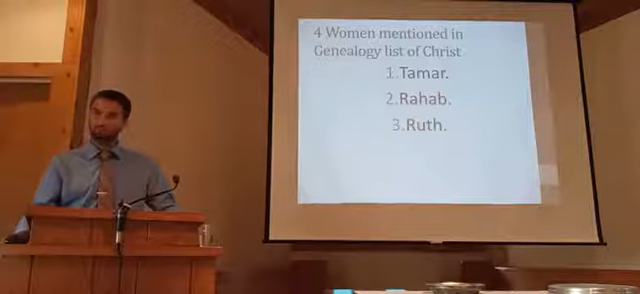 4 Women mentioned in
Genealogy list of Christ
1.Tamar.
2.Rahab.
3.Ruth.